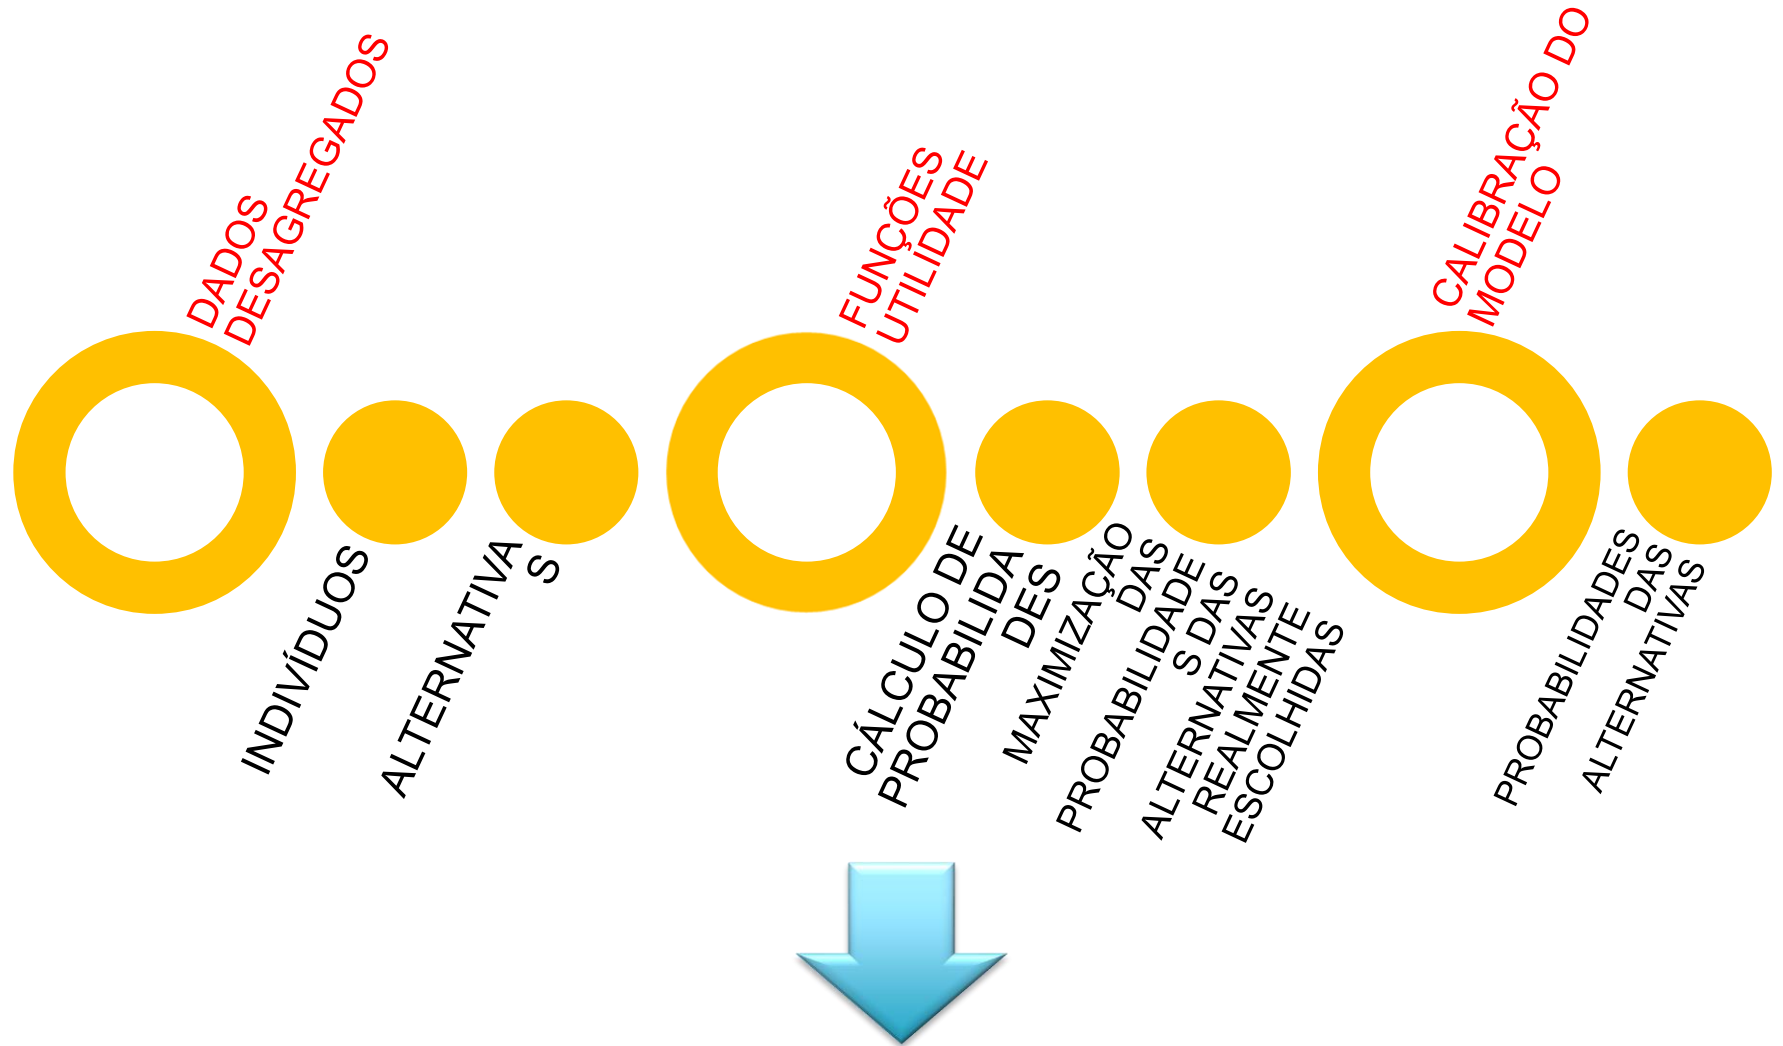 DADOS
DESAGREGADOS
INDIVÍDUOS
ALTERNATIVA
S
FUNÇÕES
UTILIDADE
CÁLCULO DE
PROBABILIDA
DES
MAXIMIZAÇÃO
DAS
PROBABILIDADE
S DAS
ALTERNATIVAS
REALMENTE
ESCOLHIDAS
CALIBRAÇÃO DO
MODELO
PROBABILIDADES
DAS
ALTERNATIVAS